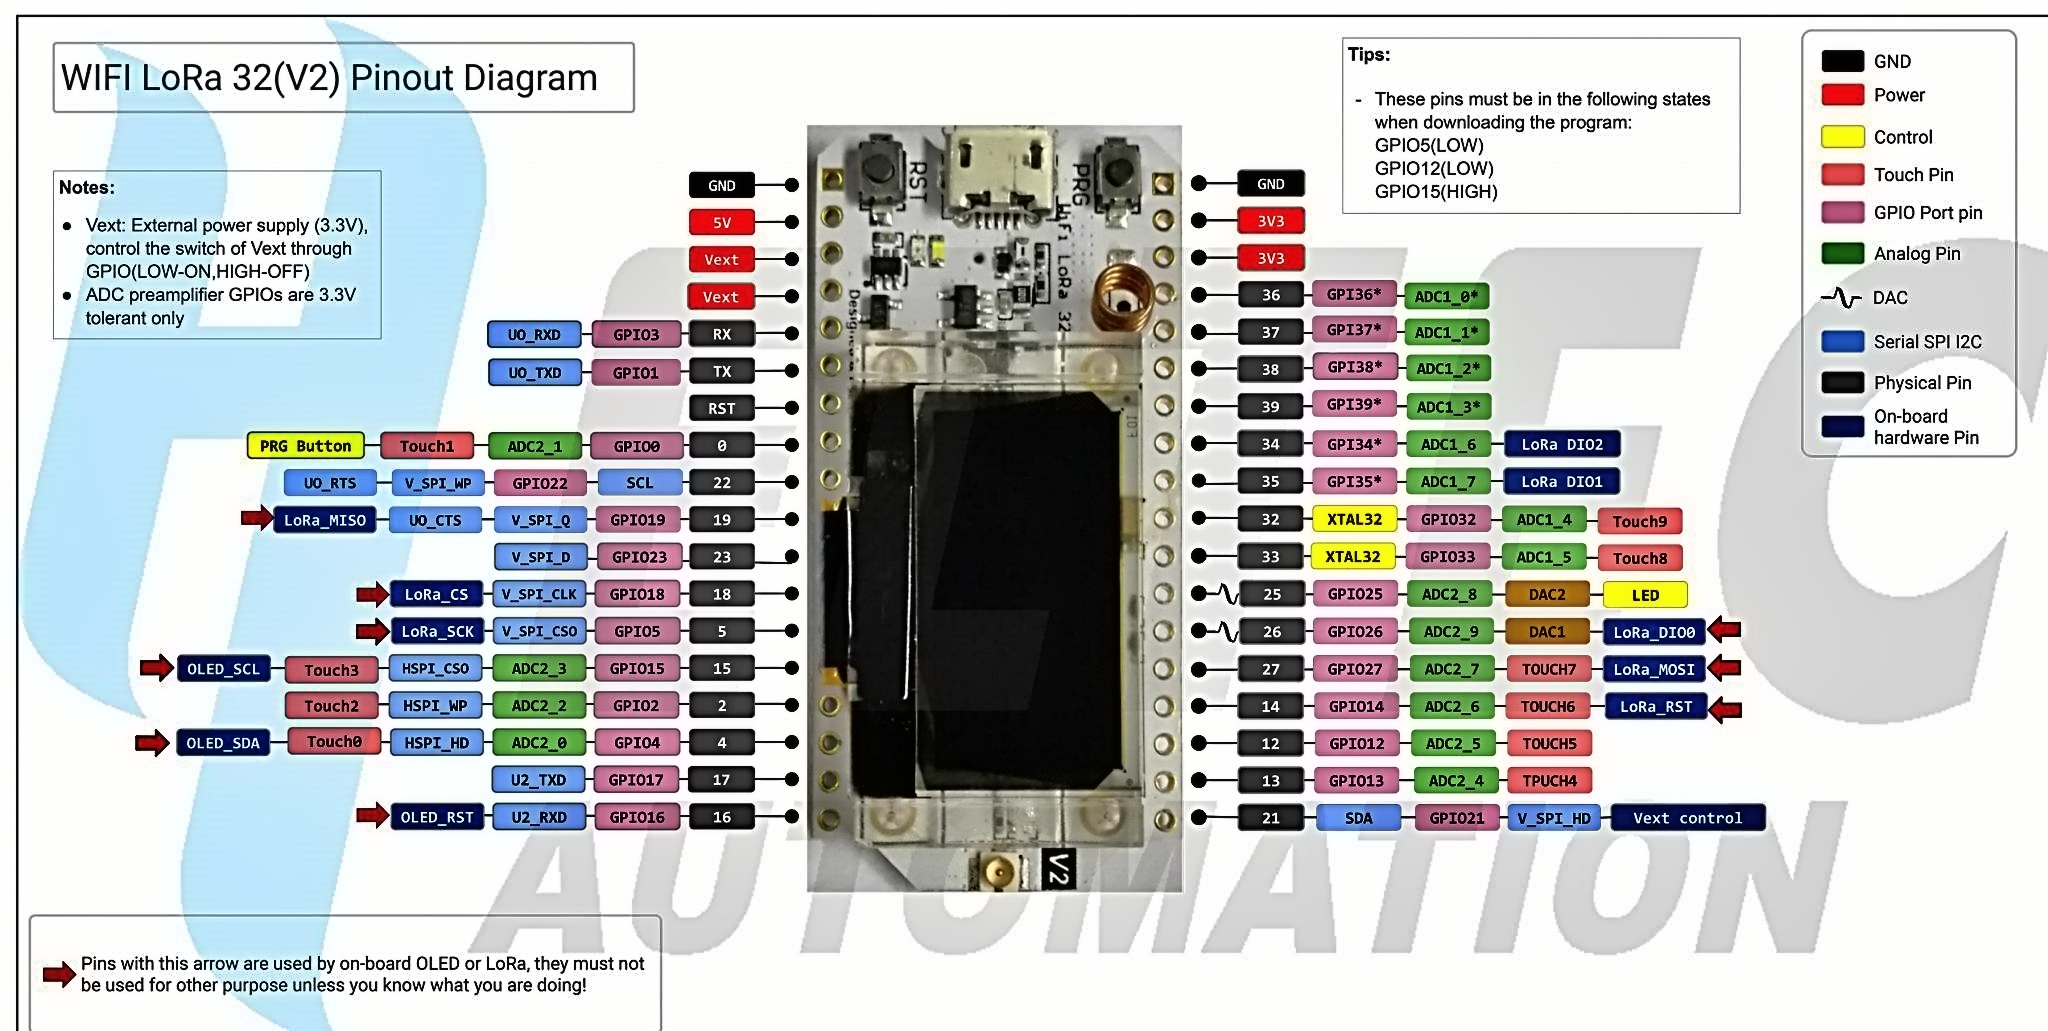 WIFI LoRa 32(V2) Pinout Diagram
Notes:
● Vext: External power supply (3.3V),
control the switch of Vext through
GPIO(LOW-ON,HIGH-OFF)
● ADC preamplifier GPIOs are 3.3V
tolerant only
Tips:
- These pins must be in the following states
when downloading the program:
GPIO5(LOW)
GPIO12(LOW)
GPIO15(HIGH)
GND
Power
Control
Touch Pin
GPIO Port pin
Analog Pin
DAC
Serial SPI I2C
Physical Pin
On-board
hardware Pin
GND
5V
Vext
Vext
UO_RXD GPIO3 RX
UO_TXD GPIO1 TX
RST
PRG Button Touch1 ADC2_1 GPIO0 0
UO_RTS V_SPI_WP GPIO22 SCL 22
LoRa_MISO UO_CTS V_SPI_Q GPIO19 19
V_SPI_D GPIO23 23
LoRa_CS V_SPI_CLK GPIO18 18
LoRa_SCK V_SPI_CSO GPIO5 5
OLED_SCL Touch3 HSPI_CSO ADC2_3 GPIO15 15
Touch2 HSPI_WP ADC2_2 GPIO2 2
OLED_SDA Touch0 HSPI_HD ADC2_0 GPIO4 4
U2_TXD GPIO17 17
OLED_RST U2_RXD GPIO16 16
RST
PRG
WiFi LoRa 32
V2
GND
3V3
3V3
36 GPI36* ADC1_0*
37 GPI37* ADC1_1*
38 GPI38* ADC1_2*
39 GPI39* ADC1_3*
34 GPI34* ADC1_6 LoRa DIO2
35 GPI35* ADC1_7 LoRa DIO1
32 XTAL32 GPIO32 ADC1_4 Touch9
33 XTAL32 GPIO33 ADC1_5 Touch8
25 GPIO25 ADC2_8 DAC2 LED
26 GPIO26 ADC2_9 DAC1 LoRa_DIO0
27 GPIO27 ADC2_7 TOUCH7 LoRa_MOSI
14 GPIO14 ADC2_6 TOUCH6 LoRa_RST
12 GPIO12 ADC2_5 TOUCH5
13 GPIO13 ADC2_4 TPUCH4
21 SDA GPIO21 V_SPI_HD Vext control
AUTOMATION
Pins with this arrow are used by on-board OLED or LoRa, they must not
be used for other purpose unless you know what you are doing!